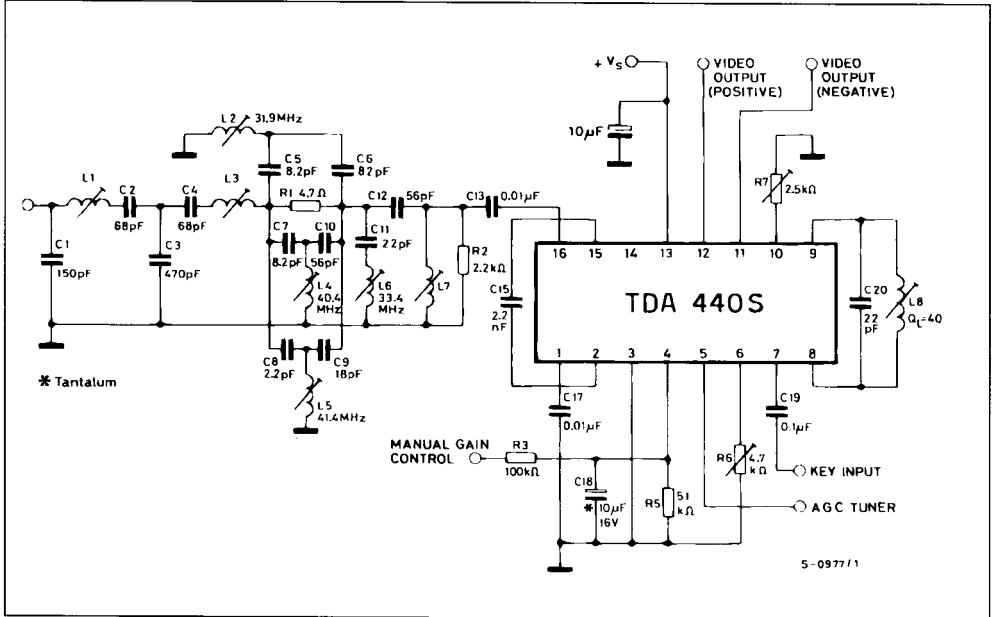 + Vs
VIDEO
OUTPUT
(POSITIVE)
VIDEO
OUTPUT
(NEGATIVE)
10µF
L2
31.9MHz
C5
8.2pF
C6
82pF
L1
C2
68pF
C4
68pF
L3
R1 4.7Ω
C12
56pF
C13
0.01µF
R7
2.5kΩ
C1
150pF
C3
470pF
C7
8.2pF
C10
56pF
C11
22pF
R2
2.2kΩ
L4
40.4
MHz
L6
33.4
MHz
L7
C15
2.2
nF
16 15 14 13 12 11 10 9
TDA 440S
1 2 3 4 5 6 7 8
C20
22
pF
L8
QL=40
C8
2.2pF
C9
18pF
L5
41.4MHz
* Tantalum
C17
0.01µF
C19
0.1µF
MANUAL GAIN
CONTROL
R3
100kΩ
C18
* 10µF
16V
R5
51
kΩ
R6
4.7
kΩ
KEY INPUT
AGC TUNER
S-0977/1